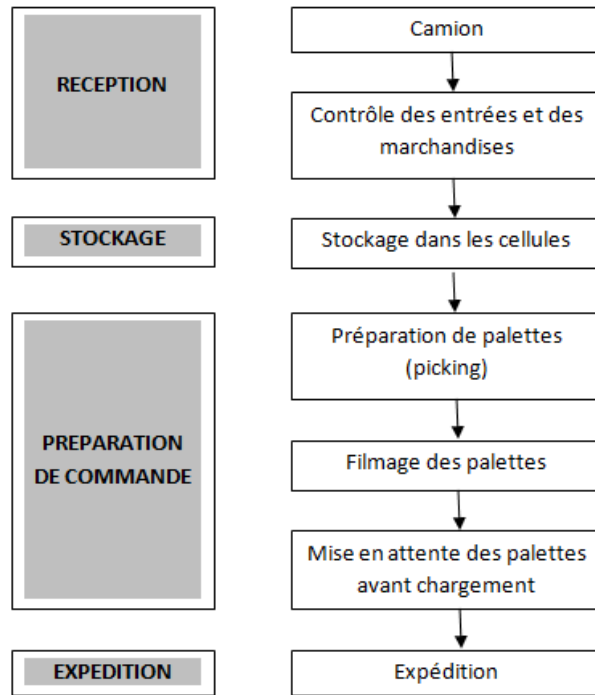 RECEPTION
Camion
Contrôle des entrées et des
marchandises
STOCKAGE
Stockage dans les cellules
PREPARATION
DE COMMANDE
Préparation de palettes
(picking)
Filmage des palettes
Mise en attente des palettes
avant chargement
EXPEDITION
Expédition